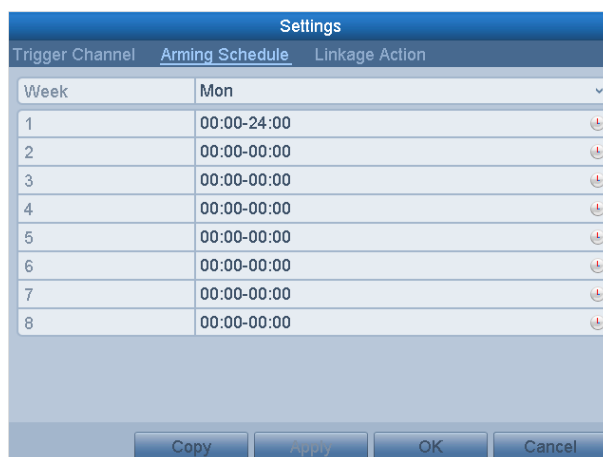 Settings
Trigger Channel Arming Schedule Linkage Action
Week Mon
1 00:00-24:00
2 00:00-00:00
3 00:00-00:00
4 00:00-00:00
5 00:00-00:00
6 00:00-00:00
7 00:00-00:00
8 00:00-00:00
Copy Apply OK Cancel